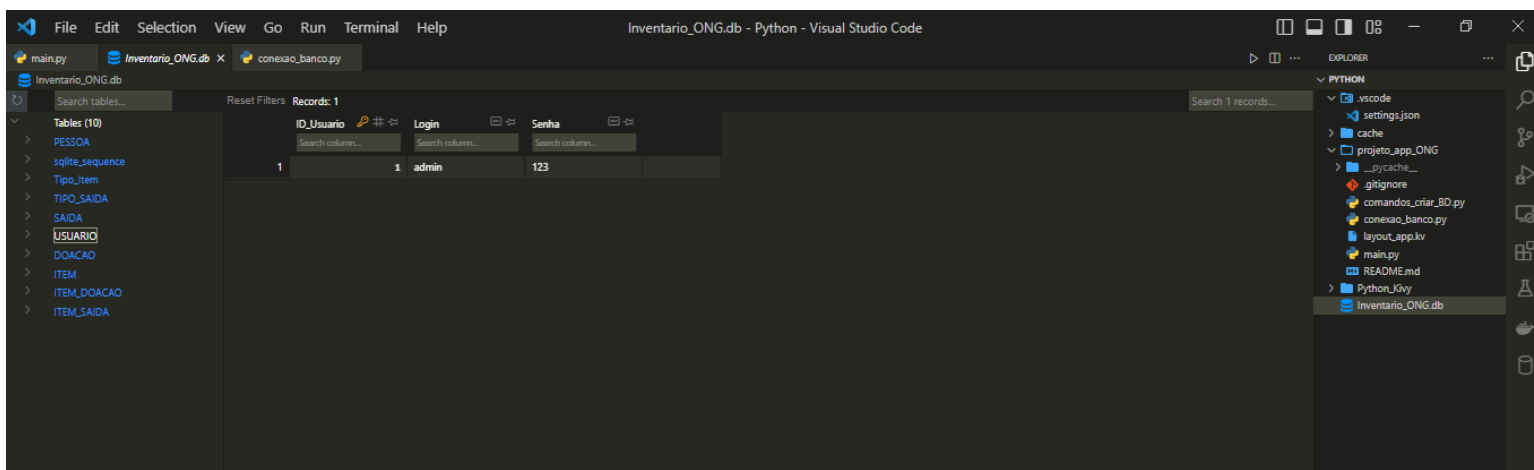 File Edit Selection View Go Run Terminal Help Inventario_ONG.db - Python - Visual Studio Code
main.py Inventario_ONG.db conexao_banco.py EXPLORER
Inventario_ONG.db
Search tables... Reset Filters Records: 1 Search 1 records...
Tables (10)
PESSOA
sqlite_sequence
Tipo_Item
TIPO_SAIDA
SAIDA
USUARIO
DOACAO
ITEM
ITEM_DOACAO
ITEM_SAIDA
ID_Usuario Login Senha
Search column... Search column... Search column...
1 1 admin 123
PYTHON
.vscode
settings.json
cache
projeto_app_ONG
__pycache__
.gitignore
comandos_criar_BD.py
conexao_banco.py
layout_app.kv
main.py
README.md
Python_Kivy
Inventario_ONG.db